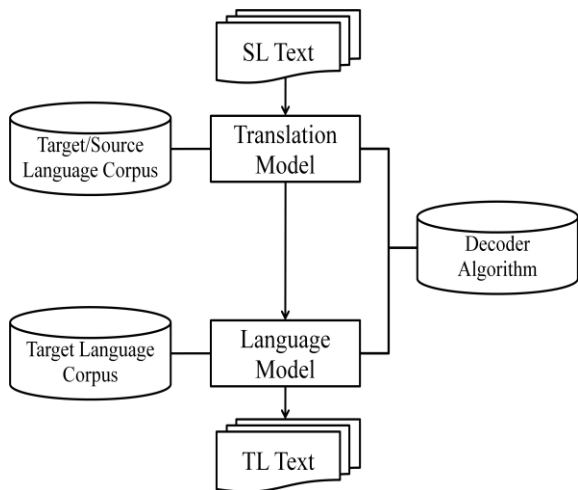 SL Text
Translation
Model
Target/Source
Language Corpus
Decoder
Algorithm
Language
Model
Target Language
Corpus
TL Text